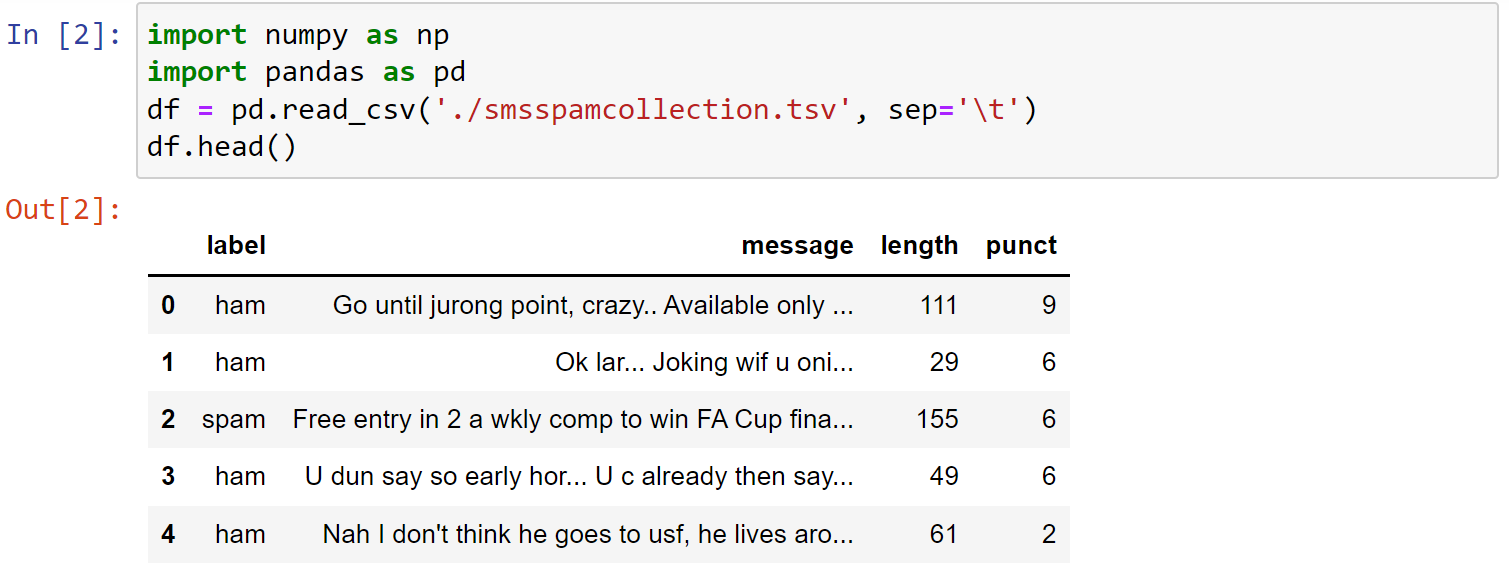 In [2]: import numpy as np
import pandas as pd
df = pd.read_csv('./smsspamcollection.tsv', sep='\t')
df.head()
Out[2]:
label message length punct
0 ham Go until jurong point, crazy.. Available only ... 111 9
1 ham Ok lar... Joking wif u oni... 29 6
2 spam Free entry in 2 a wkly comp to win FA Cup fina... 155 6
3 ham U dun say so early hor... U c already then say... 49 6
4 ham Nah I don't think he goes to usf, he lives aro... 61 2